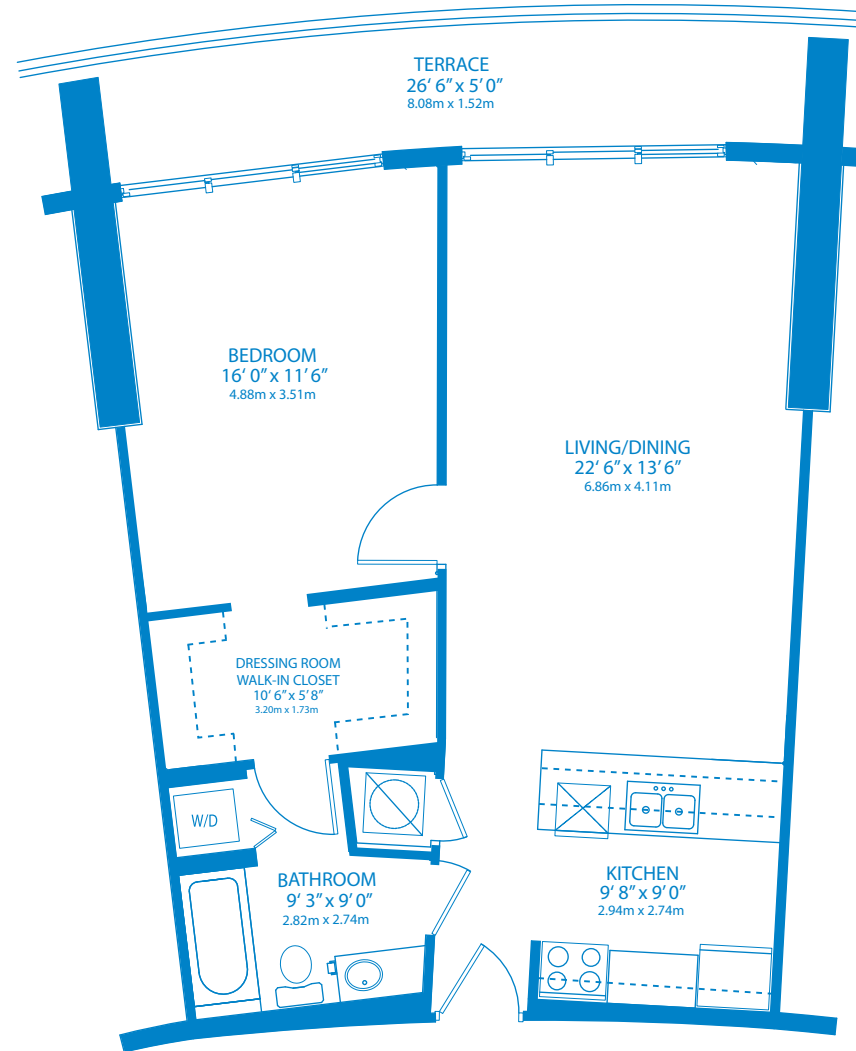 TERRACE
26‘ 6” x 5‘ 0”
8.08m x 1.52m
BEDROOM
16‘ 0” x 11’ 6”
4.88m x 3.51m
LIVING/DINING
22‘ 6” x 13’ 6”
6.86m x 4.11m
DRESSING ROOM
WALK-IN CLOSET
10‘ 6” x 5’ 8”
3.20m x 1.73m
W/D
BATHROOM
9‘ 3” x 9‘ 0”
2.82m x 2.74m
KITCHEN
9‘ 8” x 9‘ 0”
2.94m x 2.74m